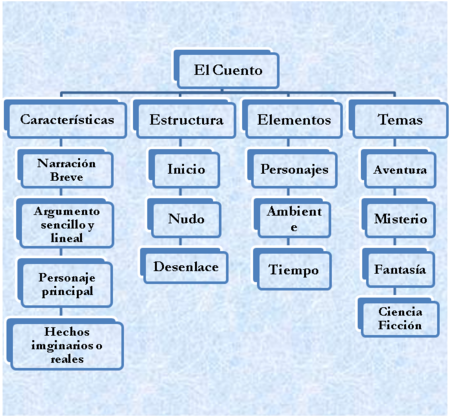 El Cuento
Características
Narración
Breve
Argumento
sencillo y
lineal
Personaje
principal
Hechos
imginarios o
reales
Estructura
Inicio
Nudo
Desenlace
Elementos
Personajes
Ambient
e
Tiempo
Temas
Aventura
Misterio
Fantasía
Ciencia
Ficción